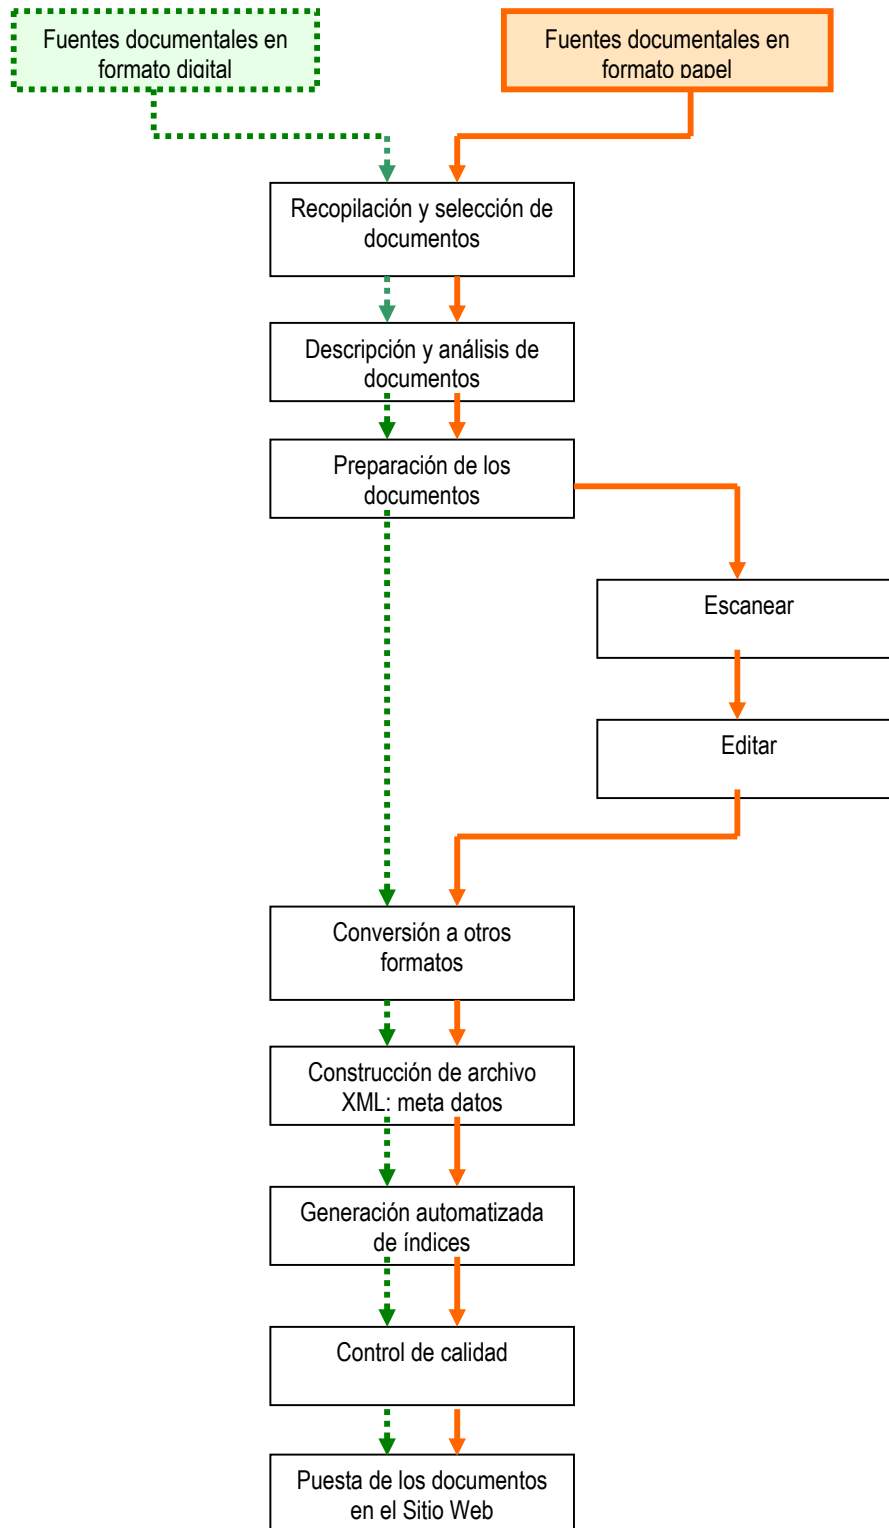 Fuentes documentales en
formato digital
Fuentes documentales en
formato papel
Recopilación y selección de
documentos
Descripción y análisis de
documentos
Preparación de los
documentos
Escanear
Editar
Conversión a otros
formatos
Construcción de archivo
XML: meta datos
Generación automatizada
de índices
Control de calidad
Puesta de los documentos
en el Sitio Web